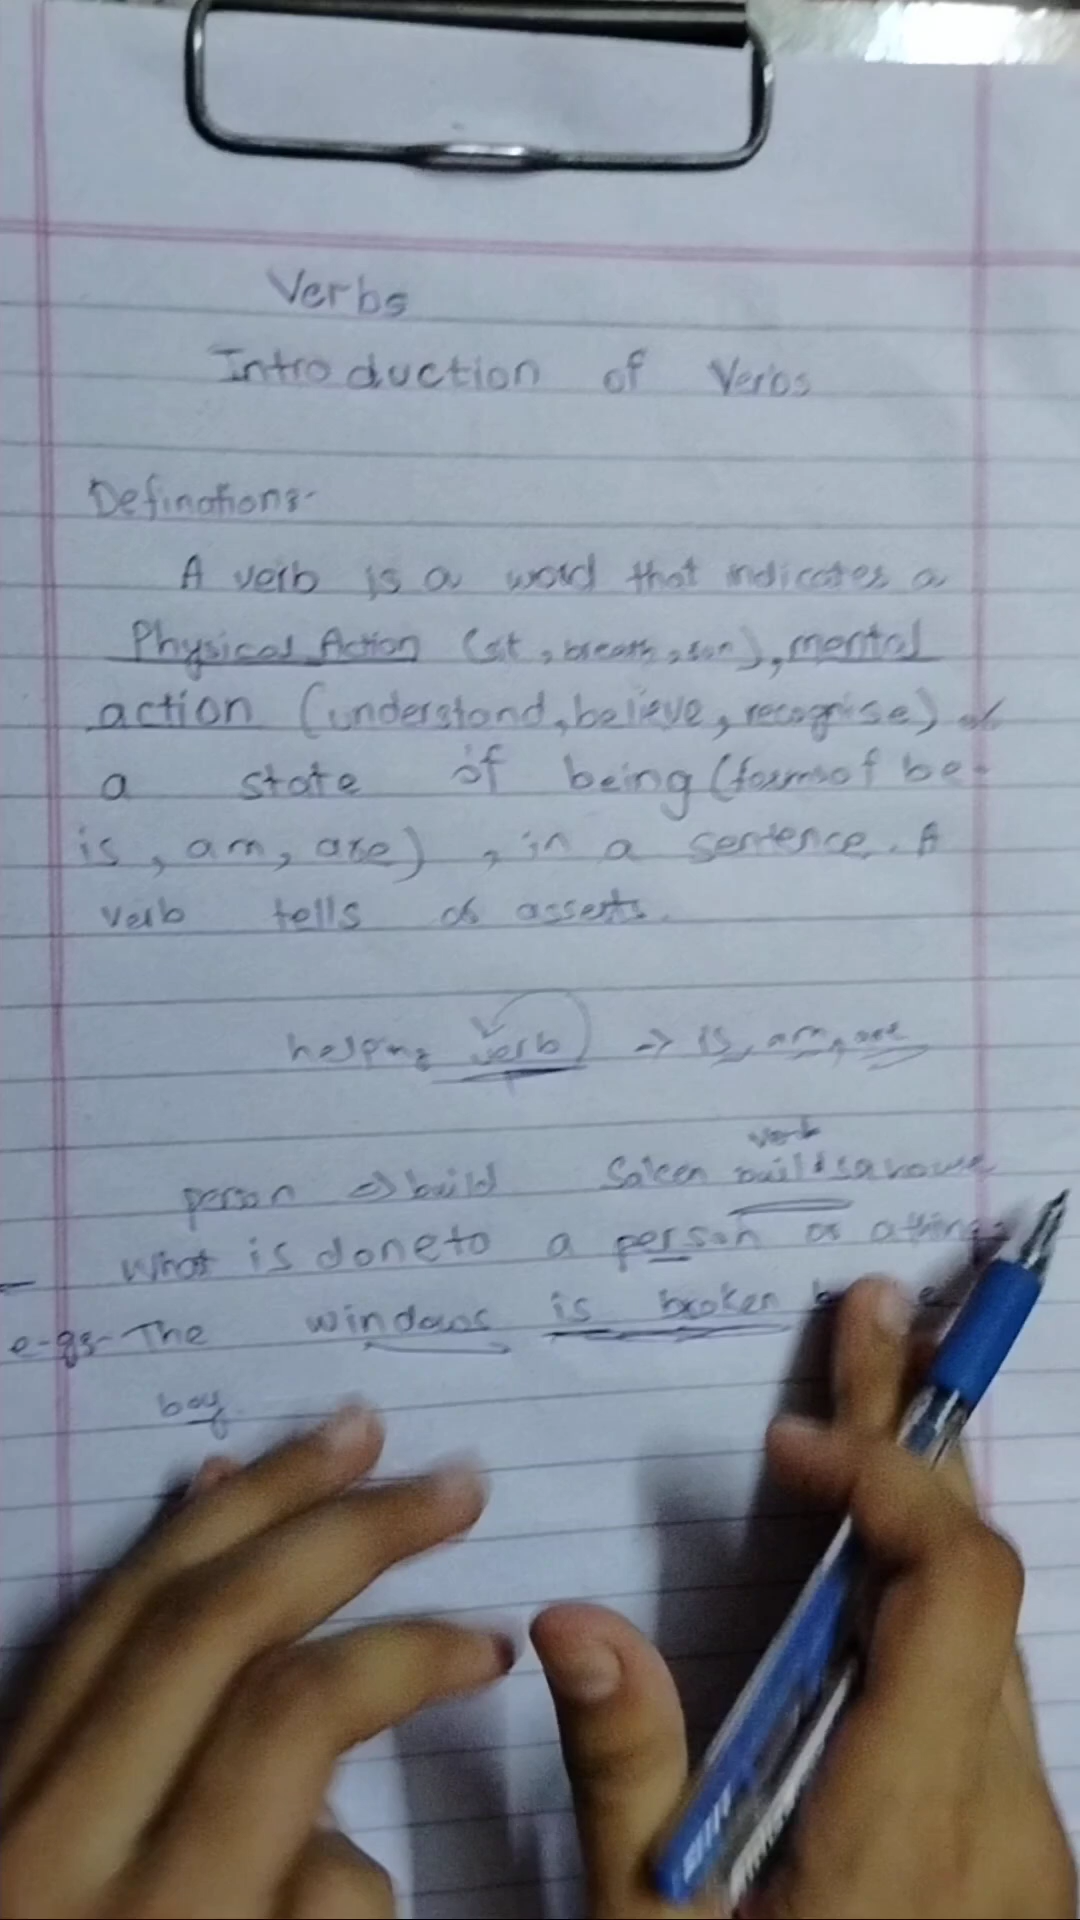 Verbs
Introduction of Verbs
Definations:-
A verb is a word that indicates a
Physical Action (sit, breath, run), mental
action (understand, believe, recognise) or
a state of being (forms of be-
is, am, are), in a sentence. A
verb tells or asserts.
helping verb -> is, am, are
verb
person => build builds a house
What is done to a person or a thing
e-g:- The windows is broken
boy.